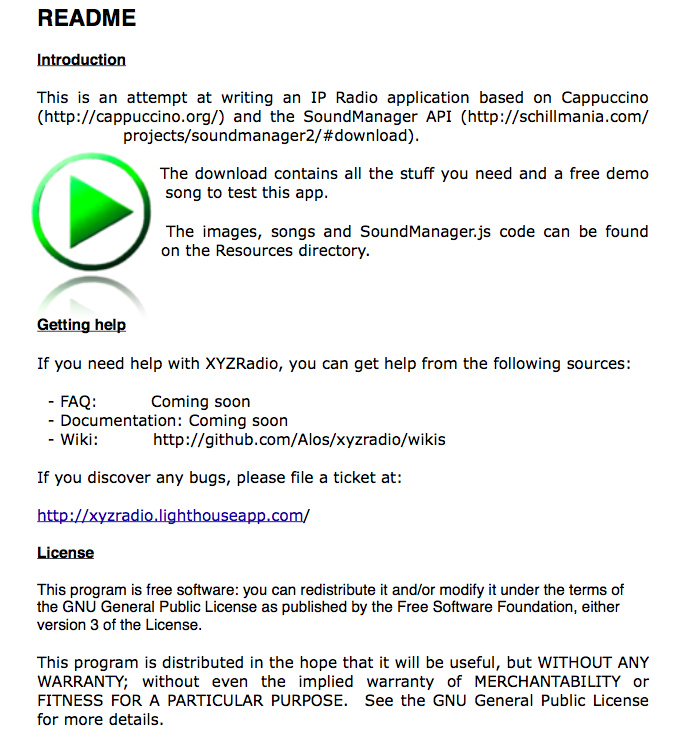 README
Introduction
This is an attempt at writing an IP Radio application based on Cappuccino
(http://cappuccino.org/) and the SoundManager API (http://schillmania.com/
projects/soundmanager2/#download).
The download contains all the stuff you need and a free demo
song to test this app.
The images, songs and SoundManager.js code can be found
on the Resources directory.
Getting help
If you need help with XYZRadio, you can get help from the following sources:
- FAQ: Coming soon
- Documentation: Coming soon
- Wiki: http://github.com/Alos/xyzradio/wikis
If you discover any bugs, please file a ticket at:
http://xyzradio.lighthouseapp.com/
License
This program is free software: you can redistribute it and/or modify it under the terms of
the GNU General Public License as published by the Free Software Foundation, either
version 3 of the License.
This program is distributed in the hope that it will be useful, but WITHOUT ANY
WARRANTY; without even the implied warranty of MERCHANTABILITY or
FITNESS FOR A PARTICULAR PURPOSE.  See the GNU General Public License
for more details.